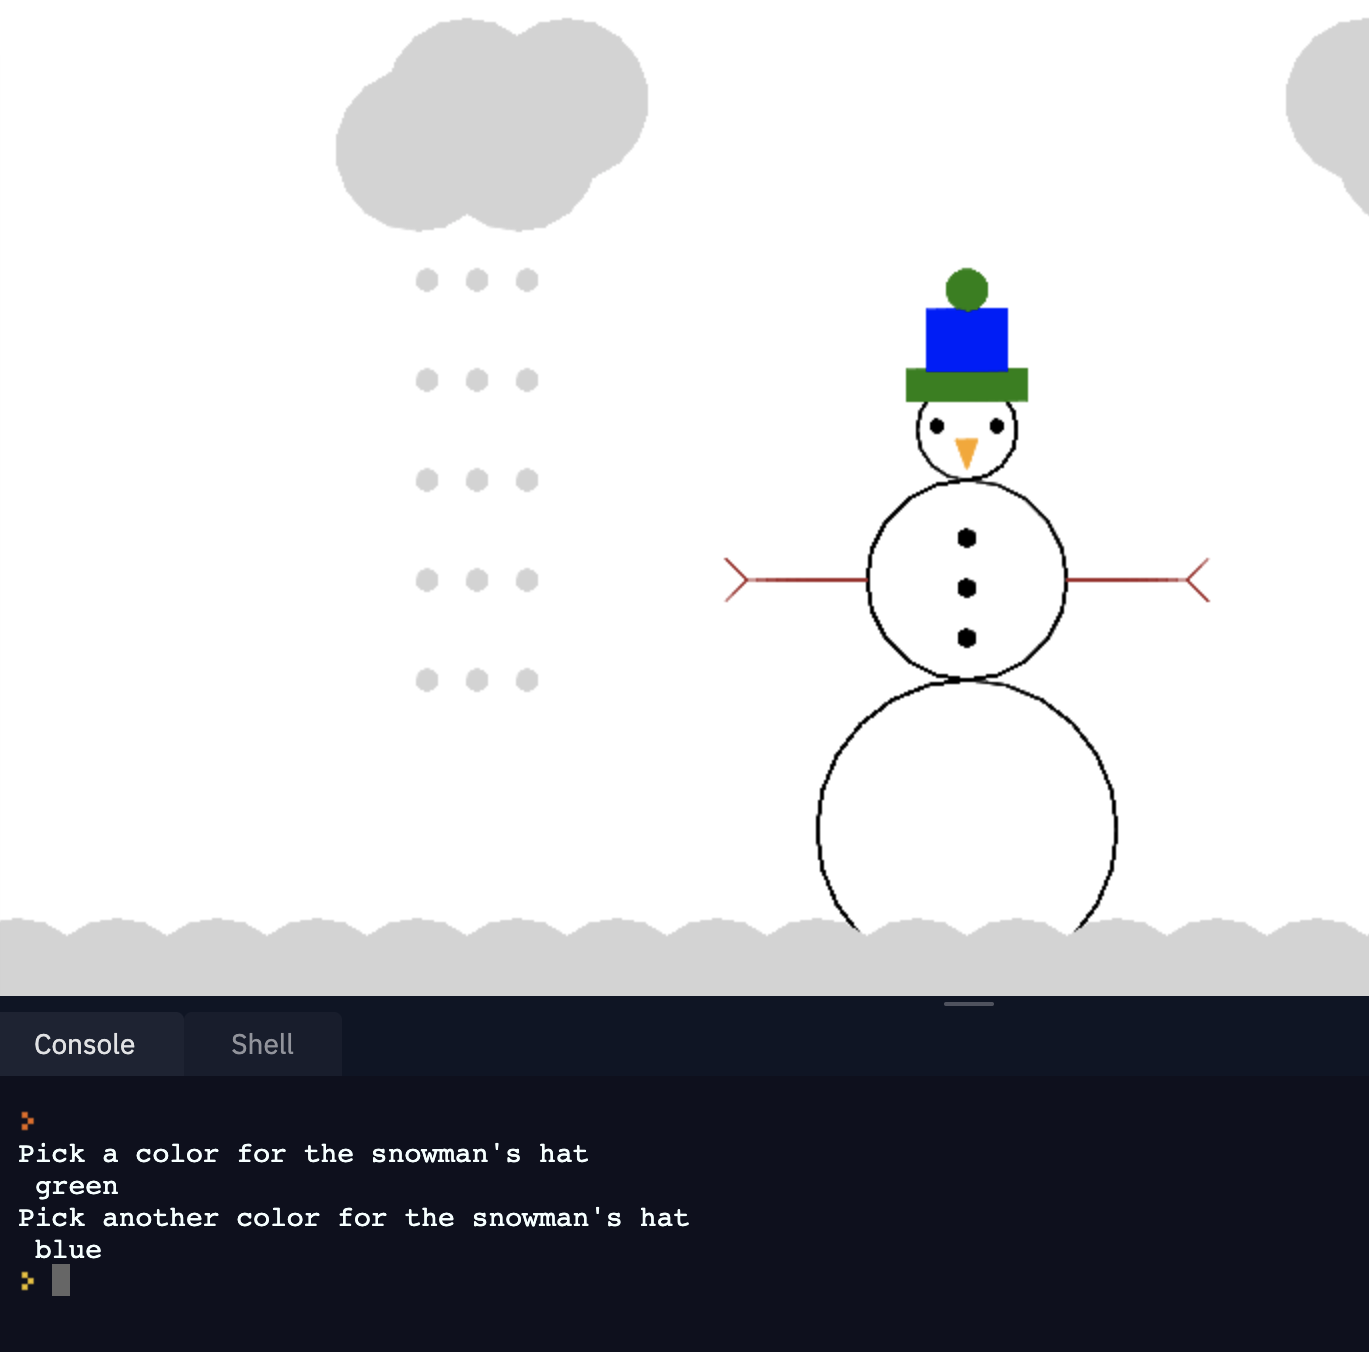 Console Shell
Pick a color for the snowman's hat
green
Pick another color for the snowman's hat
blue